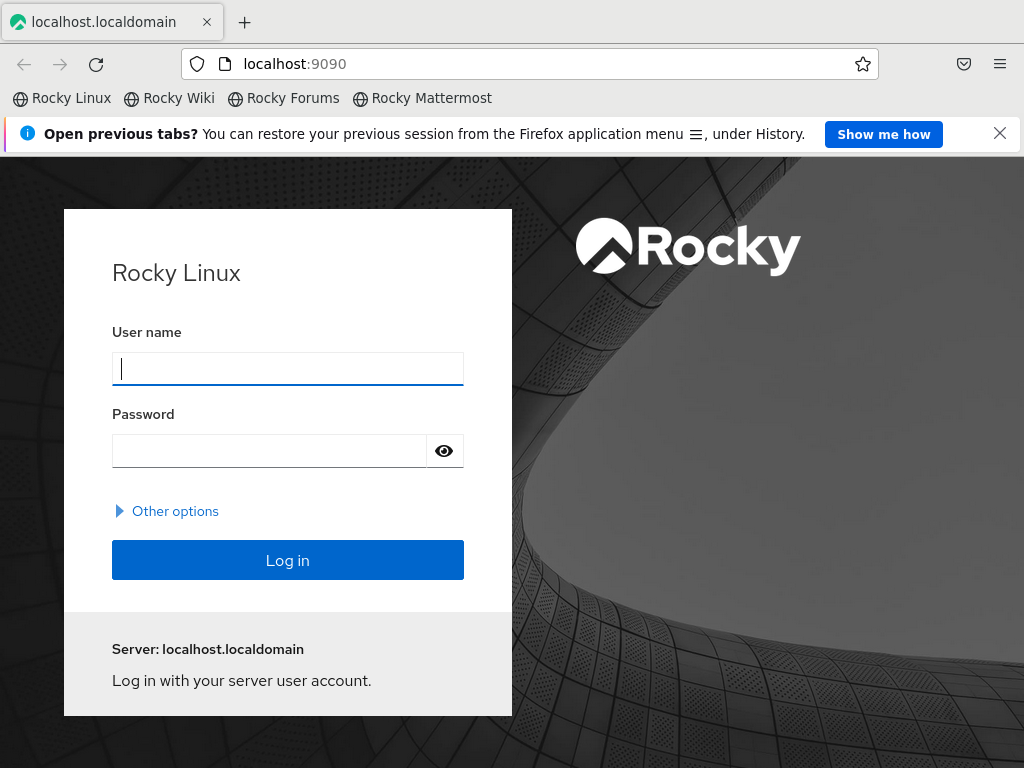 localhost.localdomain
localhost:9090
Rocky Linux Rocky Wiki Rocky Forums Rocky Mattermost
Open previous tabs? You can restore your previous session from the Firefox application menu ☰, under History. Show me how
Rocky
Rocky Linux
User name
Password
Other options
Log in
Server: localhost.localdomain
Log in with your server user account.